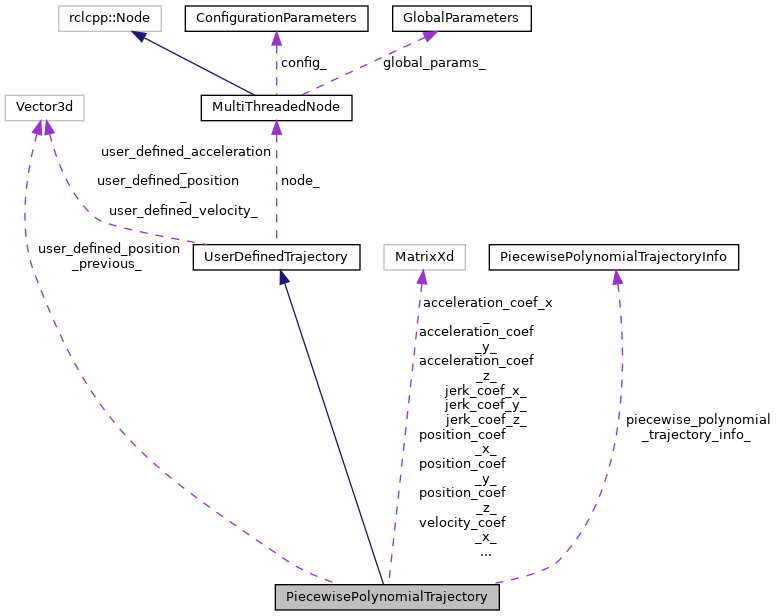 rclcpp::Node
ConfigurationParameters
GlobalParameters
config_
global_params_
Vector3d
MultiThreadedNode
user_defined_acceleration
_
user_defined_position
_
user_defined_velocity_
node_
user_defined_position
_previous_
UserDefinedTrajectory
MatrixXd
PiecewisePolynomialTrajectoryInfo
acceleration_coef_x
_
acceleration_coef
_y_
acceleration_coef
_z_
jerk_coef_x_
jerk_coef_y_
jerk_coef_z_
position_coef
_x_
position_coef
_y_
position_coef
_z_
velocity_coef
_x_
...
piecewise_polynomial
_trajectory_info_
PiecewisePolynomialTrajectory